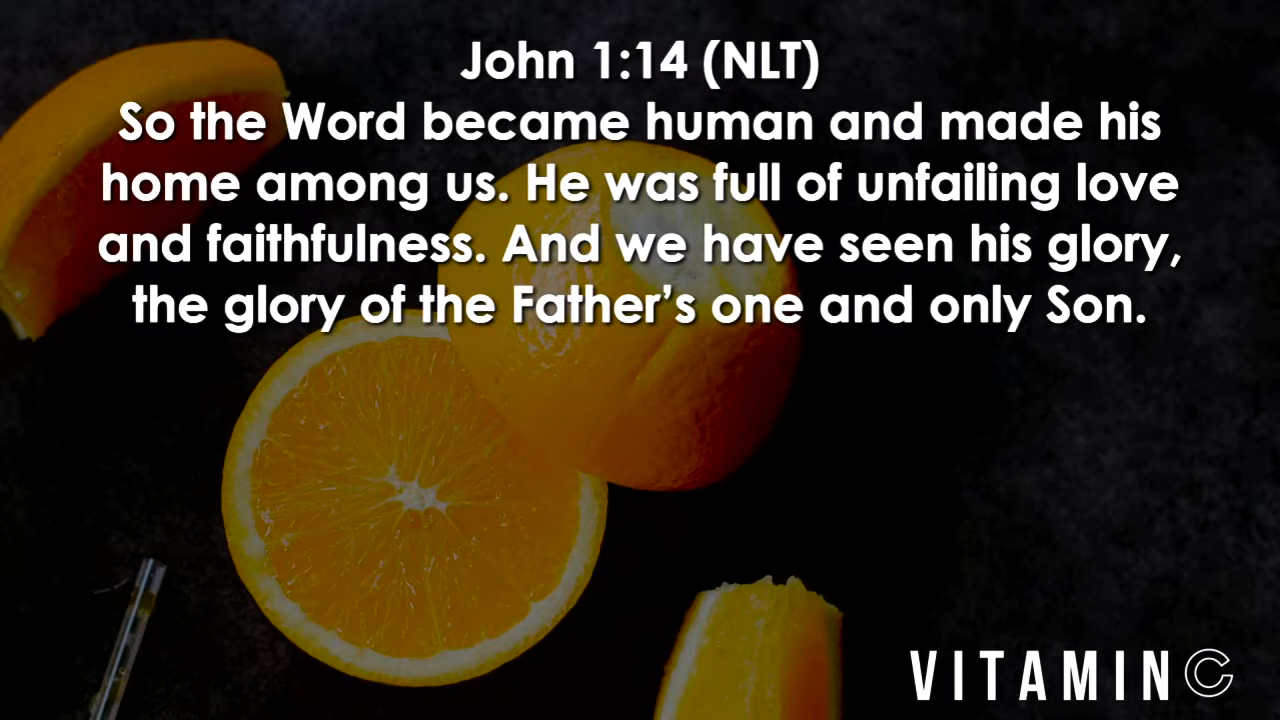 John 1:14 (NLT)
So the Word became human and made his
home among us. He was full of unfailing love
and faithfulness. And we have seen his glory,
the glory of the Father’s one and only Son.
VITAMIN C